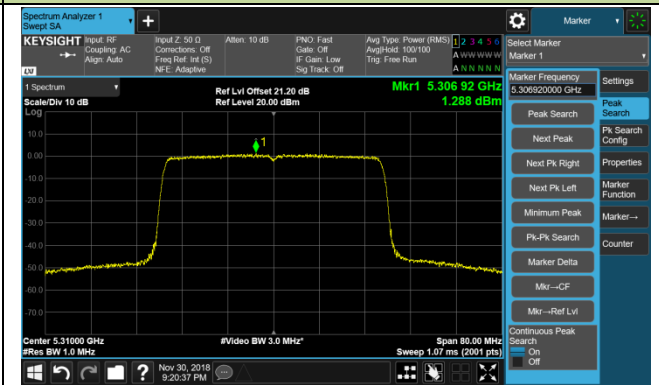 Spectrum Analyzer 1
Swept SA
+
Marker
KEYSIGHT
Input: RF
Coupling: AC
Align: Auto
Input Z: 50 Ω
Corrections: Off
Freq Ref: Int (S)
NFE: Adaptive
Atten: 10 dB
PNO: Fast
Gate: Off
IF Gain: Low
Sig Track: Off
Avg Type: Power (RMS)
Avg|Hold: 100/100
Trig: Free Run
1 2 3 4 5 6
A W W W W W
A N N N N N
LXI
Select Marker
Marker 1
1 Spectrum
Scale/Div 10 dB
Log
Ref Lvl Offset 21.20 dB
Ref Level 20.00 dBm
Mkr1 5.306 92 GHz
1.288 dBm
1
10.0
0.00
-10.0
-20.0
-30.0
-40.0
-50.0
-60.0
-70.0
Center 5.31000 GHz
#Res BW 1.0 MHz
#Video BW 3.0 MHz*
Span 80.00 MHz
Sweep 1.07 ms (2001 pts)
Marker Frequency
5.306920000 GHz
Peak Search
Next Peak
Next Pk Right
Next Pk Left
Minimum Peak
Pk-Pk Search
Marker Delta
Mkr→CF
Mkr→Ref Lvl
Continuous Peak
Search
On
Off
Settings
Peak
Search
Pk Search
Config
Properties
Marker
Function
Marker→
Counter
?
Nov 30, 2018
9:20:37 PM